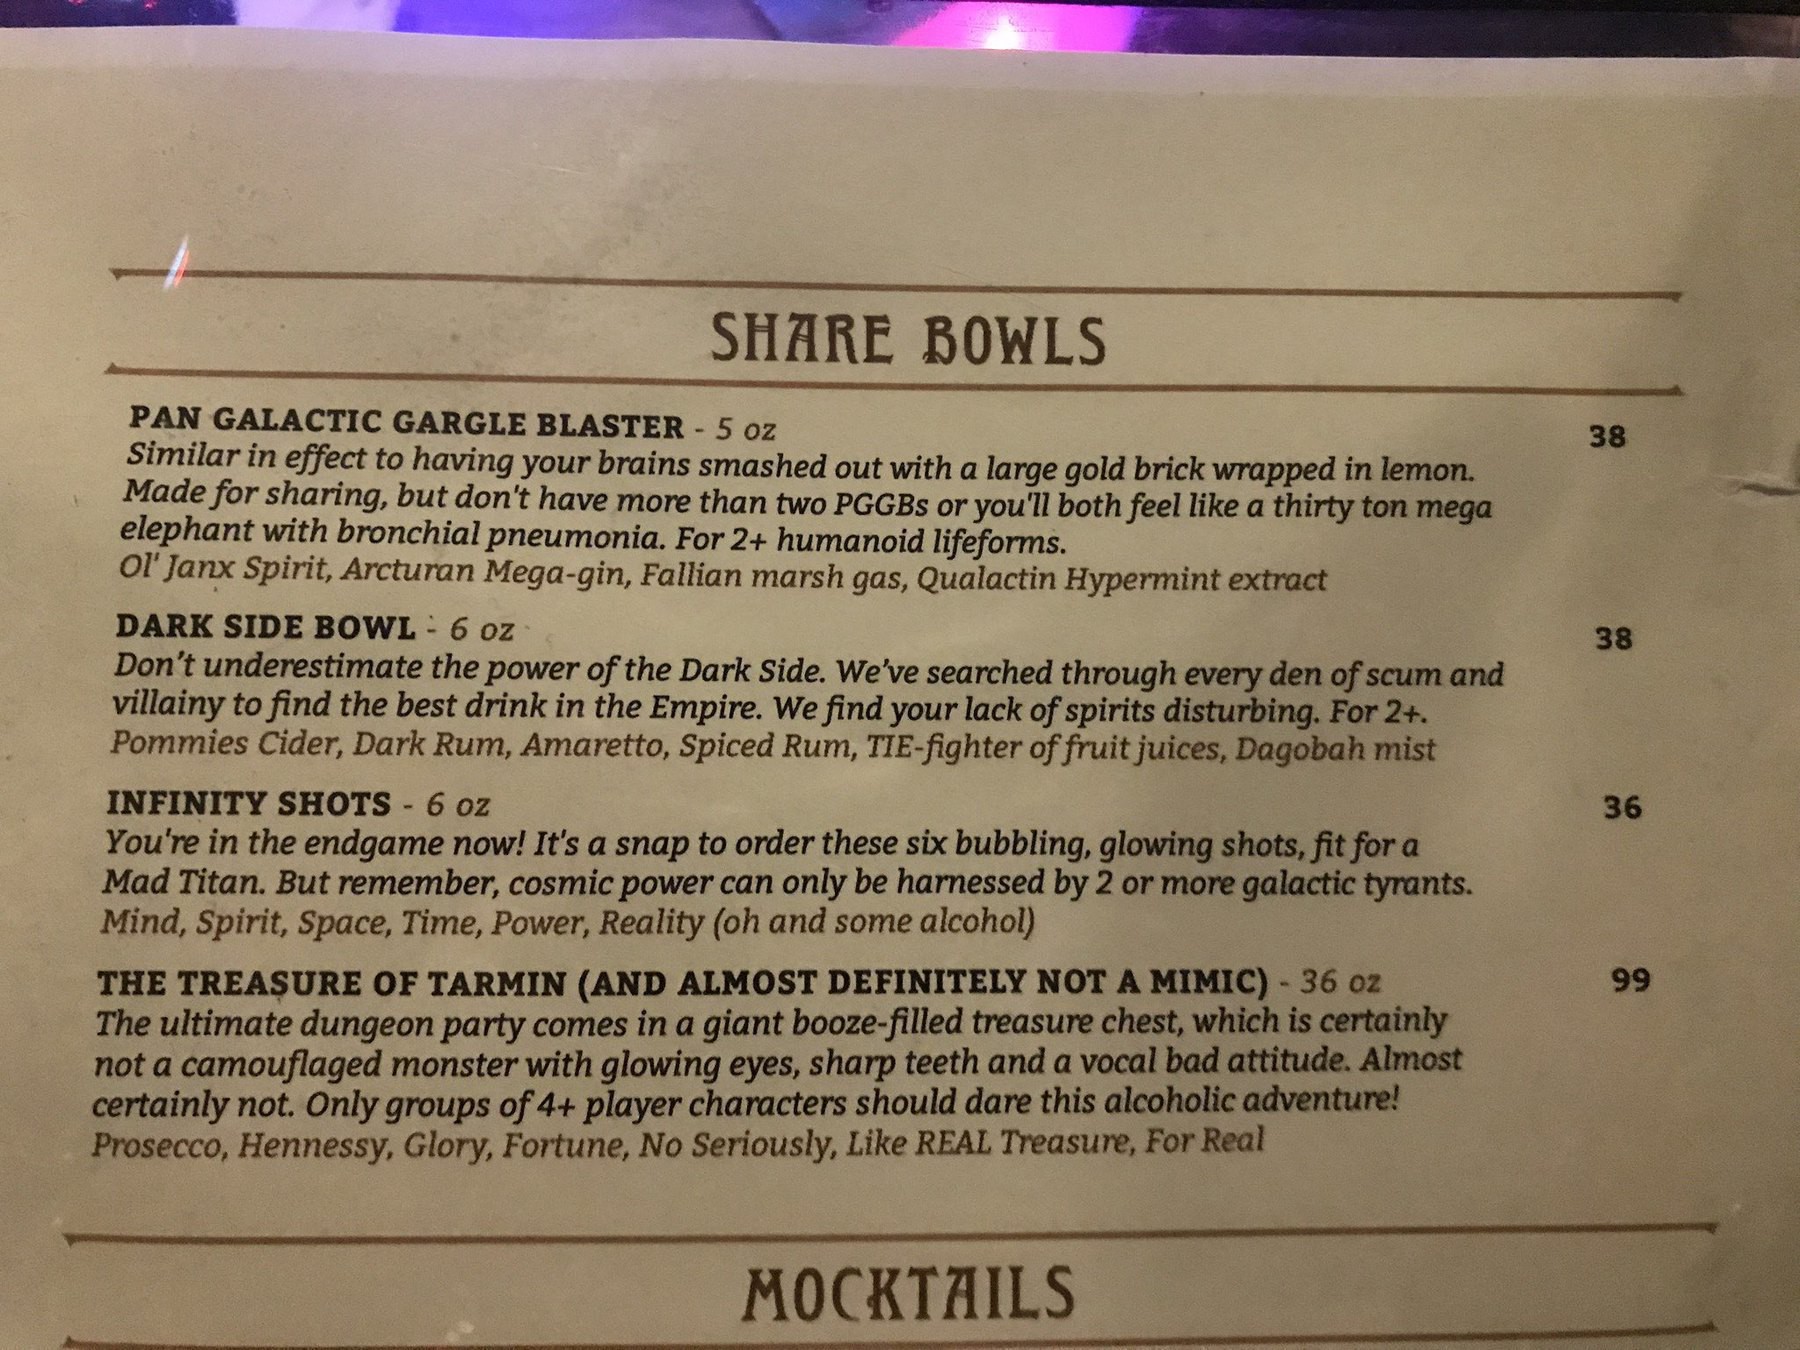 SHARE BOWLS
PAN GALACTIC GARGLE BLASTER - 5 oz 38
Similar in effect to having your brains smashed out with a large gold brick wrapped in lemon.
Made for sharing, but don't have more than two PGGBs or you'll both feel like a thirty ton mega
elephant with bronchial pneumonia. For 2+ humanoid lifeforms.
Ol' Janx Spirit, Arcturan Mega-gin, Fallian marsh gas, Qualactin Hypermint extract
DARK SIDE BOWL - 6 oz 38
Don't underestimate the power of the Dark Side. We've searched through every den of scum and
villainy to find the best drink in the Empire. We find your lack of spirits disturbing. For 2+.
Pommies Cider, Dark Rum, Amaretto, Spiced Rum, TIE-fighter of fruit juices, Dagobah mist
INFINITY SHOTS - 6 oz 36
You're in the endgame now! It's a snap to order these six bubbling, glowing shots, fit for a
Mad Titan. But remember, cosmic power can only be harnessed by 2 or more galactic tyrants.
Mind, Spirit, Space, Time, Power, Reality (oh and some alcohol)
THE TREASURE OF TARMIN (AND ALMOST DEFINITELY NOT A MIMIC) - 36 oz 99
The ultimate dungeon party comes in a giant booze-filled treasure chest, which is certainly
not a camouflaged monster with glowing eyes, sharp teeth and a vocal bad attitude. Almost
certainly not. Only groups of 4+ player characters should dare this alcoholic adventure!
Prosecco, Hennessy, Glory, Fortune, No Seriously, Like REAL Treasure, For Real
MOCKTAILS